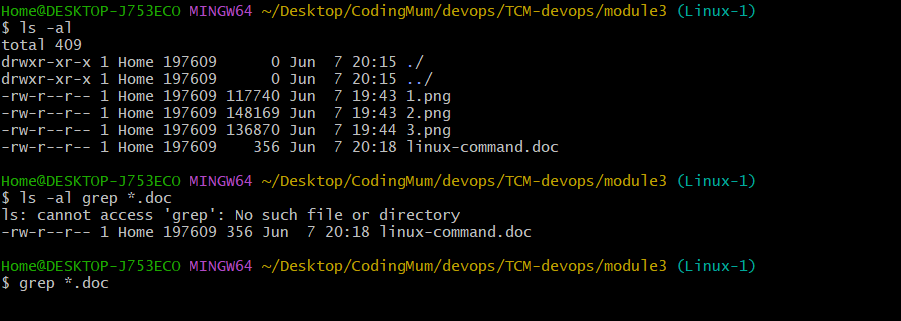 Home@DESKTOP-J753ECO MINGW64 ~/Desktop/CodingMum/devops/TCM-devops/module3 (Linux-1)
$ ls -al
total 409
drwxr-xr-x 1 Home 197609      0 Jun  7 20:15 ./
drwxr-xr-x 1 Home 197609      0 Jun  7 20:15 ../
-rw-r--r-- 1 Home 197609 117740 Jun  7 19:43 1.png
-rw-r--r-- 1 Home 197609 148169 Jun  7 19:43 2.png
-rw-r--r-- 1 Home 197609 136870 Jun  7 19:44 3.png
-rw-r--r-- 1 Home 197609    356 Jun  7 20:18 linux-command.doc
Home@DESKTOP-J753ECO MINGW64 ~/Desktop/CodingMum/devops/TCM-devops/module3 (Linux-1)
$ ls -al grep *.doc
ls: cannot access 'grep': No such file or directory
-rw-r--r-- 1 Home 197609 356 Jun  7 20:18 linux-command.doc
Home@DESKTOP-J753ECO MINGW64 ~/Desktop/CodingMum/devops/TCM-devops/module3 (Linux-1)
$ grep *.doc